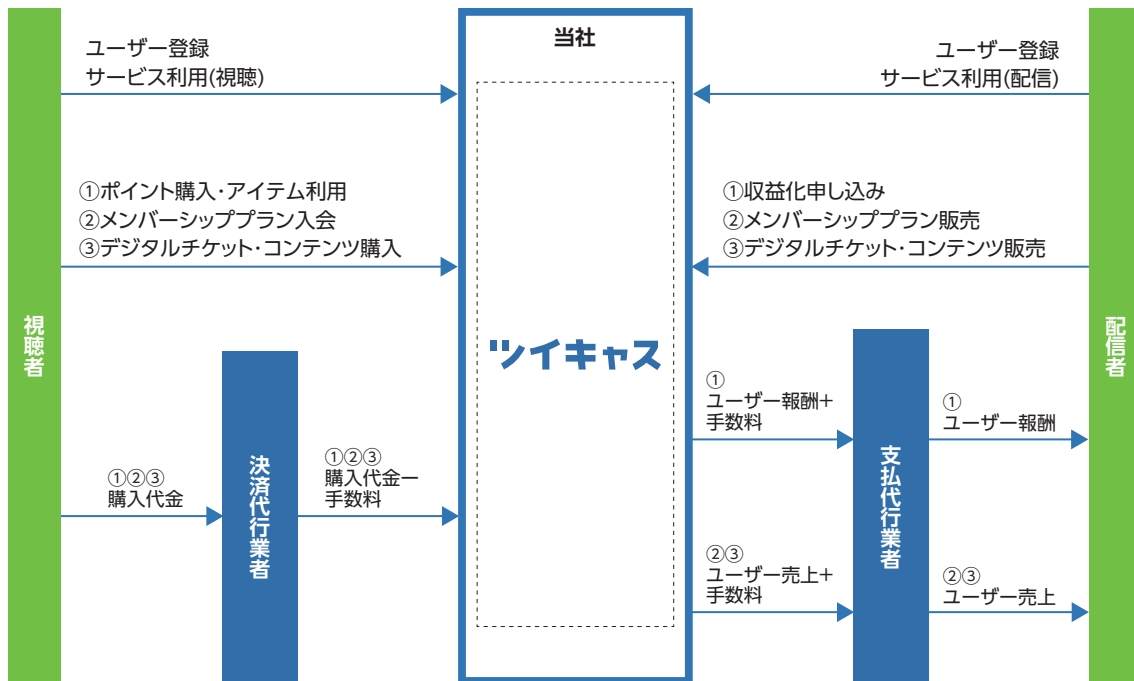 当社
ユーザー登録
サービス利用(視聴)
ユーザー登録
サービス利用(配信)
①ポイント購入・アイテム利用
②メンバーシッププラン入会
③デジタルチケット・コンテンツ購入
①収益化申し込み
②メンバーシッププラン販売
③デジタルチケット・コンテンツ販売
視聴者
ツイキャス
配信者
①
ユーザー報酬＋
手数料
①
ユーザー報酬
①②③
購入代金
決済代行業者
①②③
購入代金ー
手数料
支払代行業者
②③
ユーザー売上＋
手数料
②③
ユーザー売上